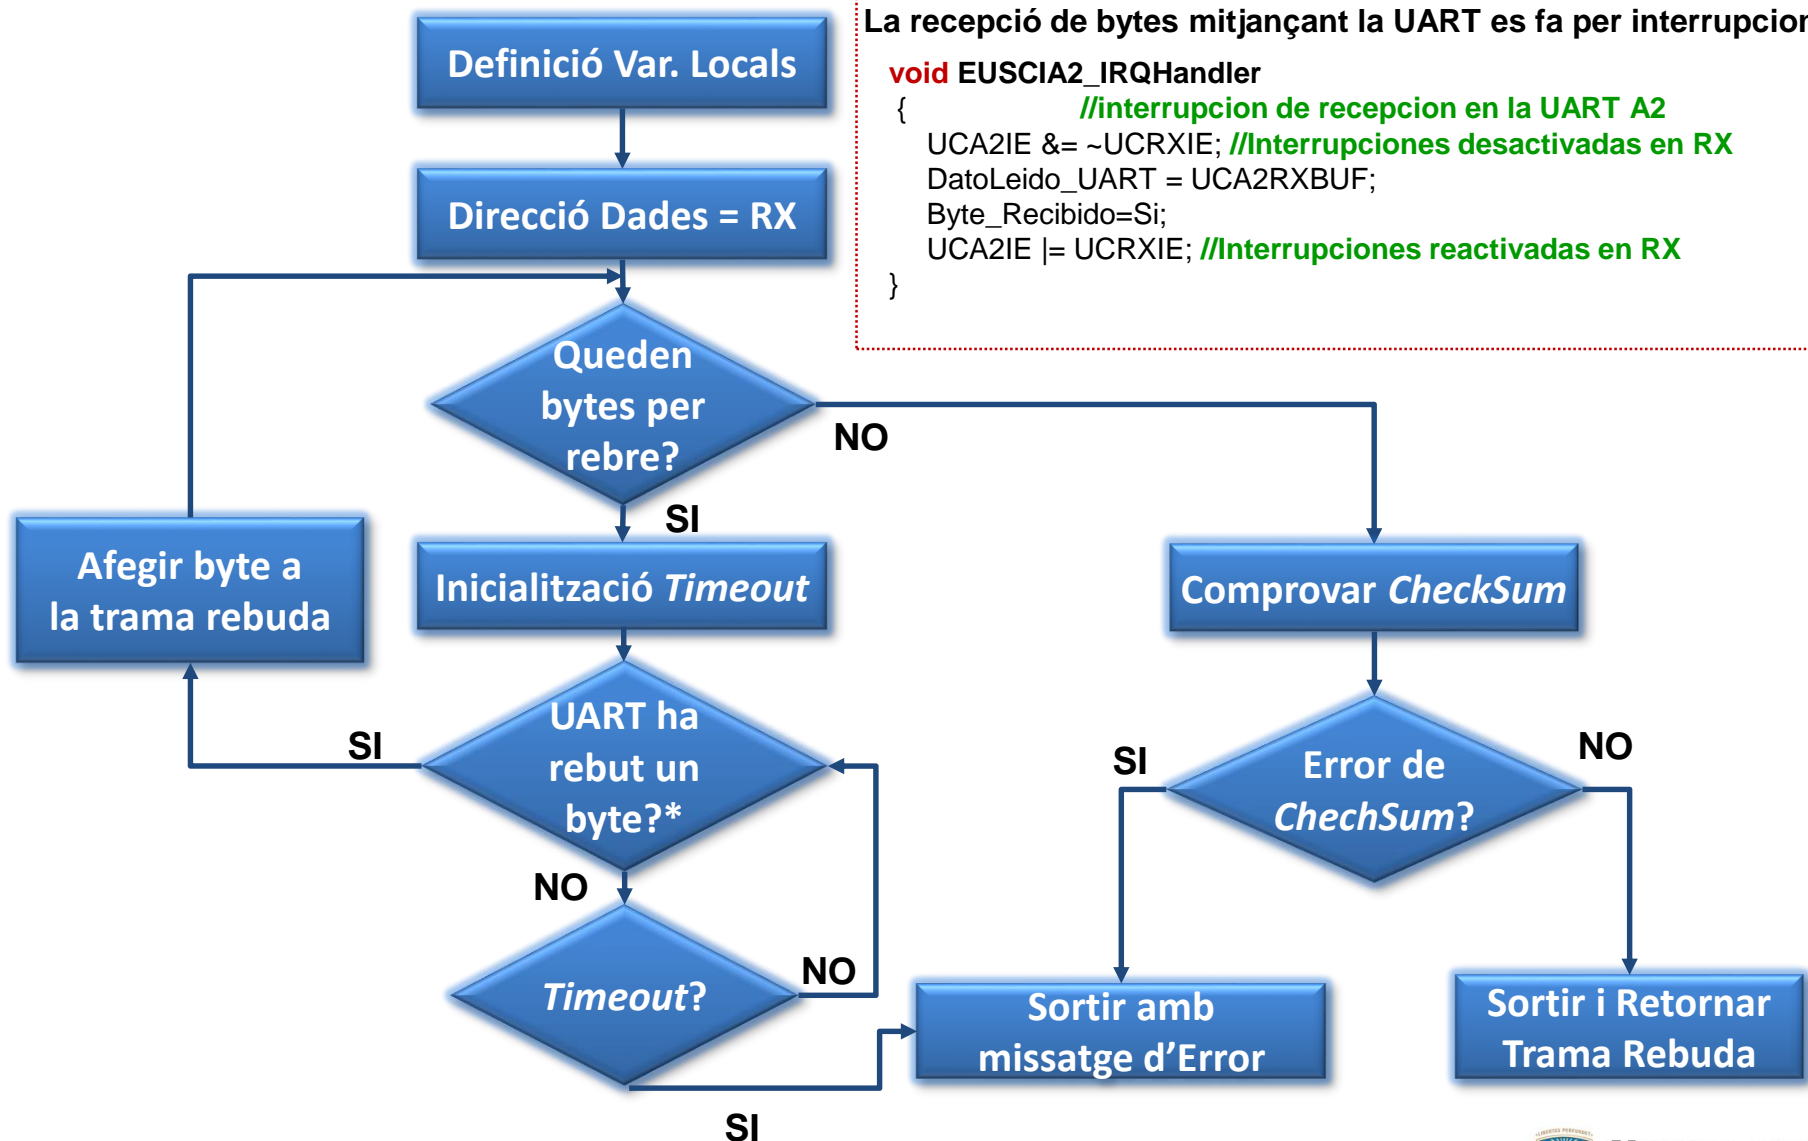 La recepció de bytes mitjançant la UART es fa per interrupcion
void EUSCIA2_IRQHandler
{ //interrupcion de recepcion en la UART A2
UCA2IE &= ~UCRXIE; //Interrupciones desactivadas en RX
DatoLeido_UART = UCA2RXBUF;
Byte_Recibido=Si;
UCA2IE |= UCRXIE; //Interrupciones reactivadas en RX
}
Definició Var. Locals
Direcció Dades = RX
Queden
bytes per
rebre?
NO
SI
Afegir byte a
la trama rebuda
Inicialització Timeout
Comprovar CheckSum
UART ha
rebut un
byte?*
SI
NO
Timeout?
NO
SI
Error de
ChechSum?
SI
NO
Sortir amb
missatge d’Error
Sortir i Retornar
Trama Rebuda